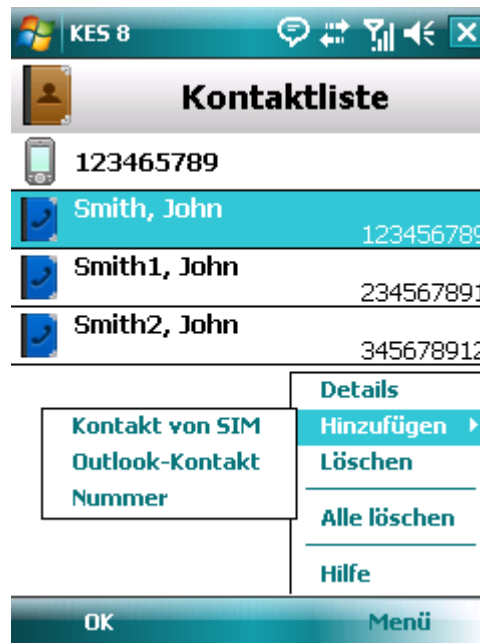 KES 8
Kontaktliste
123465789
Smith, John
123456789
Smith1, John
234567891
Smith2, John
345678912
Details
Hinzufügen
Löschen
Alle löschen
Hilfe
Kontakt von SIM
Outlook-Kontakt
Nummer
OK
Menü